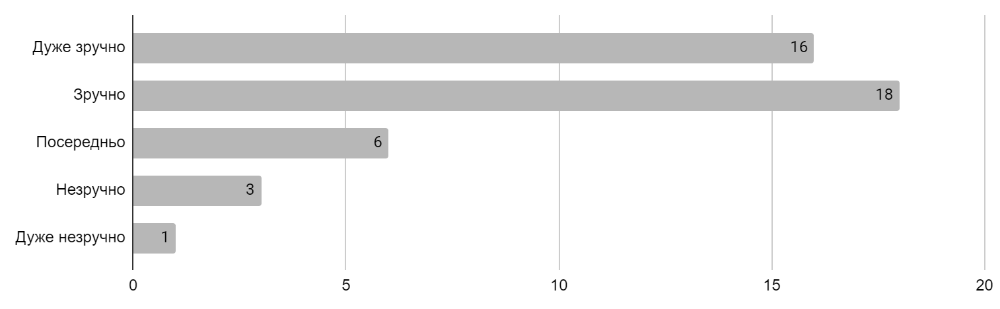 Дуже зручно 16
Зручно 18
Посередньо 6
Незручно 3
Дуже незручно 1
0 5 10 15 20